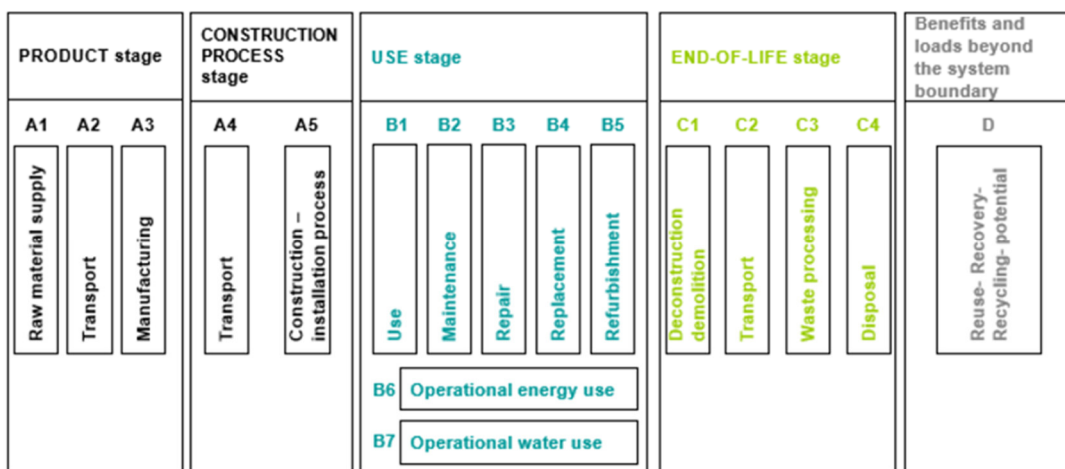 PRODUCT stage
CONSTRUCTION
PROCESS
stage
USE stage
END-OF-LIFE stage
Benefits and
loads beyond
the system
boundary
A1 A2 A3 A4 A5 B1 B2 B3 B4 B5 C1 C2 C3 C4 D
Raw material supply
Transport
Manufacturing
Transport
Construction –
installation process
Use
Maintenance
Repair
Replacement
Refurbishment
Deconstruction
demolition
Transport
Waste processing
Disposal
Reuse- Recovery-
Recycling- potential
B6 Operational energy use
B7 Operational water use